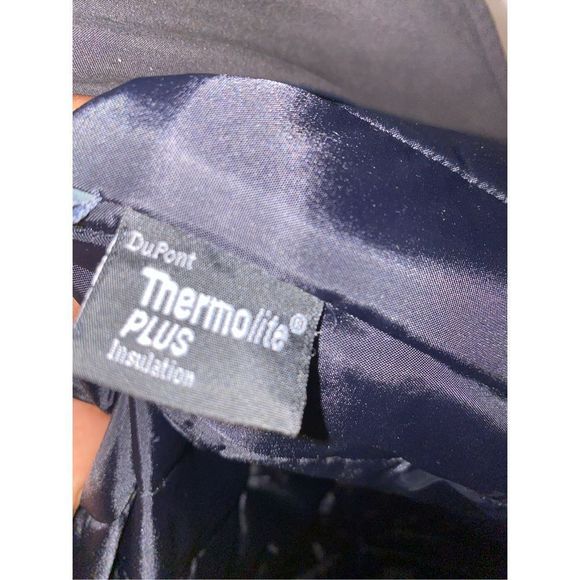 DuPont
Thermolite®
PLUS
Insulation